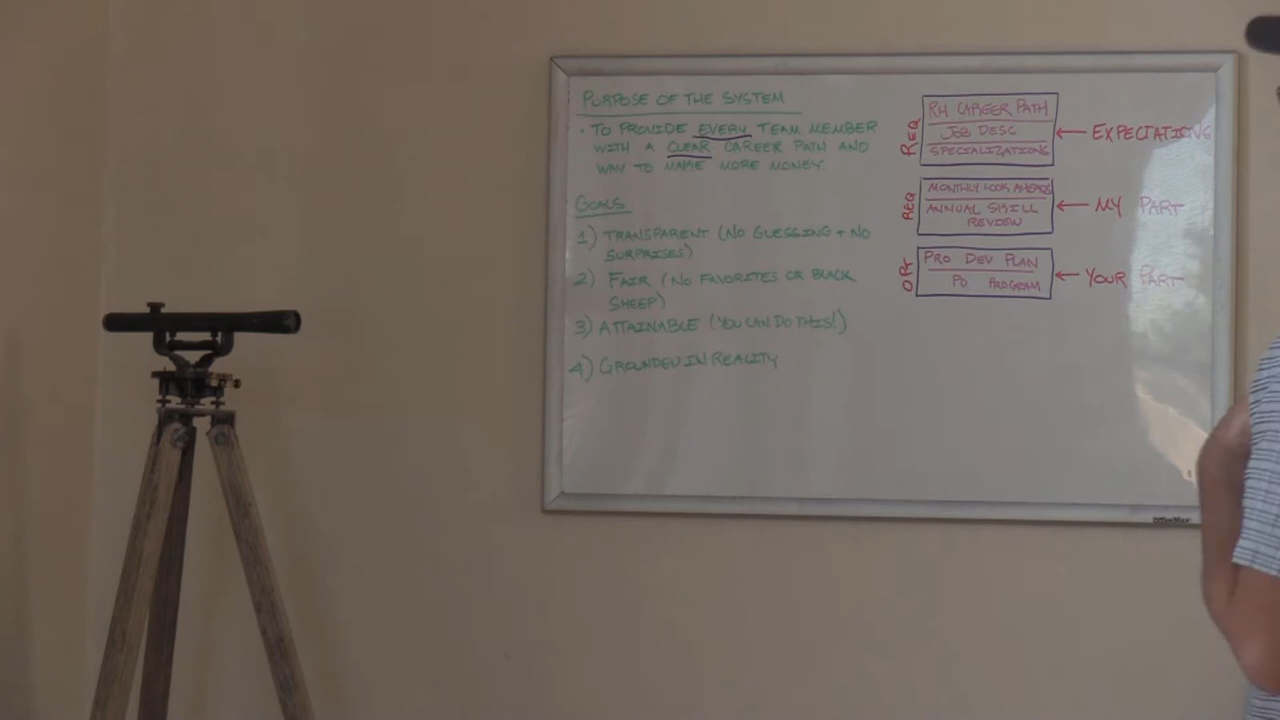 PURPOSE OF THE SYSTEM
• TO PROVIDE EVERY TEAM MEMBER
WITH A CLEAR CAREER PATH AND
WAY TO MAKE MORE MONEY.
GOALS
1) TRANSPARENT (NO GUESSING + NO
SURPRISES)
2) FAIR (NO FAVORITES OR BLACK
SHEEP)
3) ATTAINABLE (YOU CAN DO THIS!)
4) GROUNDED IN REALITY
REQ
RH CAREER PATH
JOB DESC
SPECIALIZATIONS
← EXPECTATIONS
REQ
MONTHLY LOOK AHEADS
ANNUAL SKILL
REVIEW
← MY PART
OPT
PRO DEV PLAN
PD PROGRAM
← YOUR PART
OfficeMax